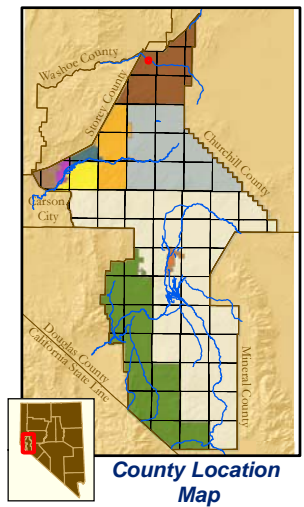 Washoe County
Storey County
Churchill County
Carson
City
Douglas County
California State Line
Mineral County
County Location
Map